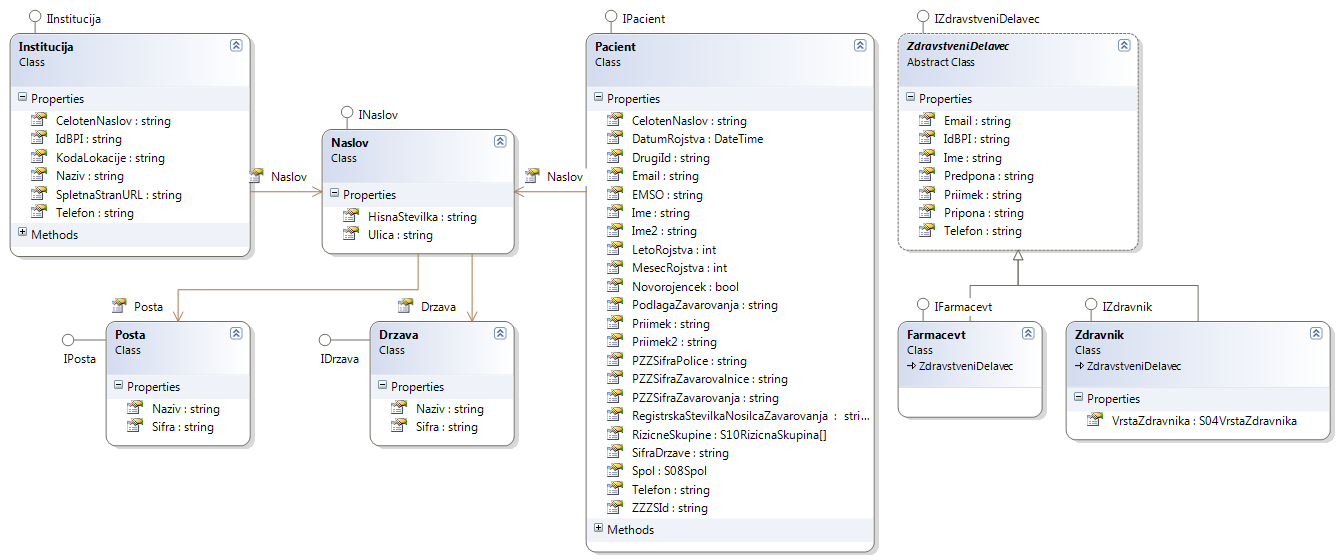 IInstitucija
Institucija
Class
Properties
CelotenNaslov : string
IdBPI : string
KodaLokacije : string
Naziv : string
SpletnaStranURL : string
Telefon : string
Methods
Naslov
INaslov
Naslov
Class
Properties
HisnaStevilka : string
Ulica : string
Naslov
Posta
IPosta
Posta
Class
Properties
Naziv : string
Sifra : string
Drzava
IDrzava
Drzava
Class
Properties
Naziv : string
Sifra : string
IPacient
Pacient
Class
Properties
CelotenNaslov : string
DatumRojstva : DateTime
DrugiId : string
Email : string
EMSO : string
Ime : string
Ime2 : string
LetoRojstva : int
MesecRojstva : int
Novorojencek : bool
PodlagaZavarovanja : string
Priimek : string
Priimek2 : string
PZZSifraPolice : string
PZZSifraZavarovalnice : string
PZZSifraZavarovanja : string
RegistrskaStevilkaNosilcaZavarovanja : stri...
RizicneSkupine : S10RizicnaSkupina[]
SifraDrzave : string
Spol : S08Spol
Telefon : string
ZZZSId : string
Methods
IZdravstveniDelavec
ZdravstveniDelavec
Abstract Class
Properties
Email : string
IdBPI : string
Ime : string
Predpona : string
Priimek : string
Pripona : string
Telefon : string
IFarmacevt
Farmacevt
Class
ZdravstveniDelavec
IZdravnik
Zdravnik
Class
ZdravstveniDelavec
Properties
VrstaZdravnika : S04VrstaZdravnika